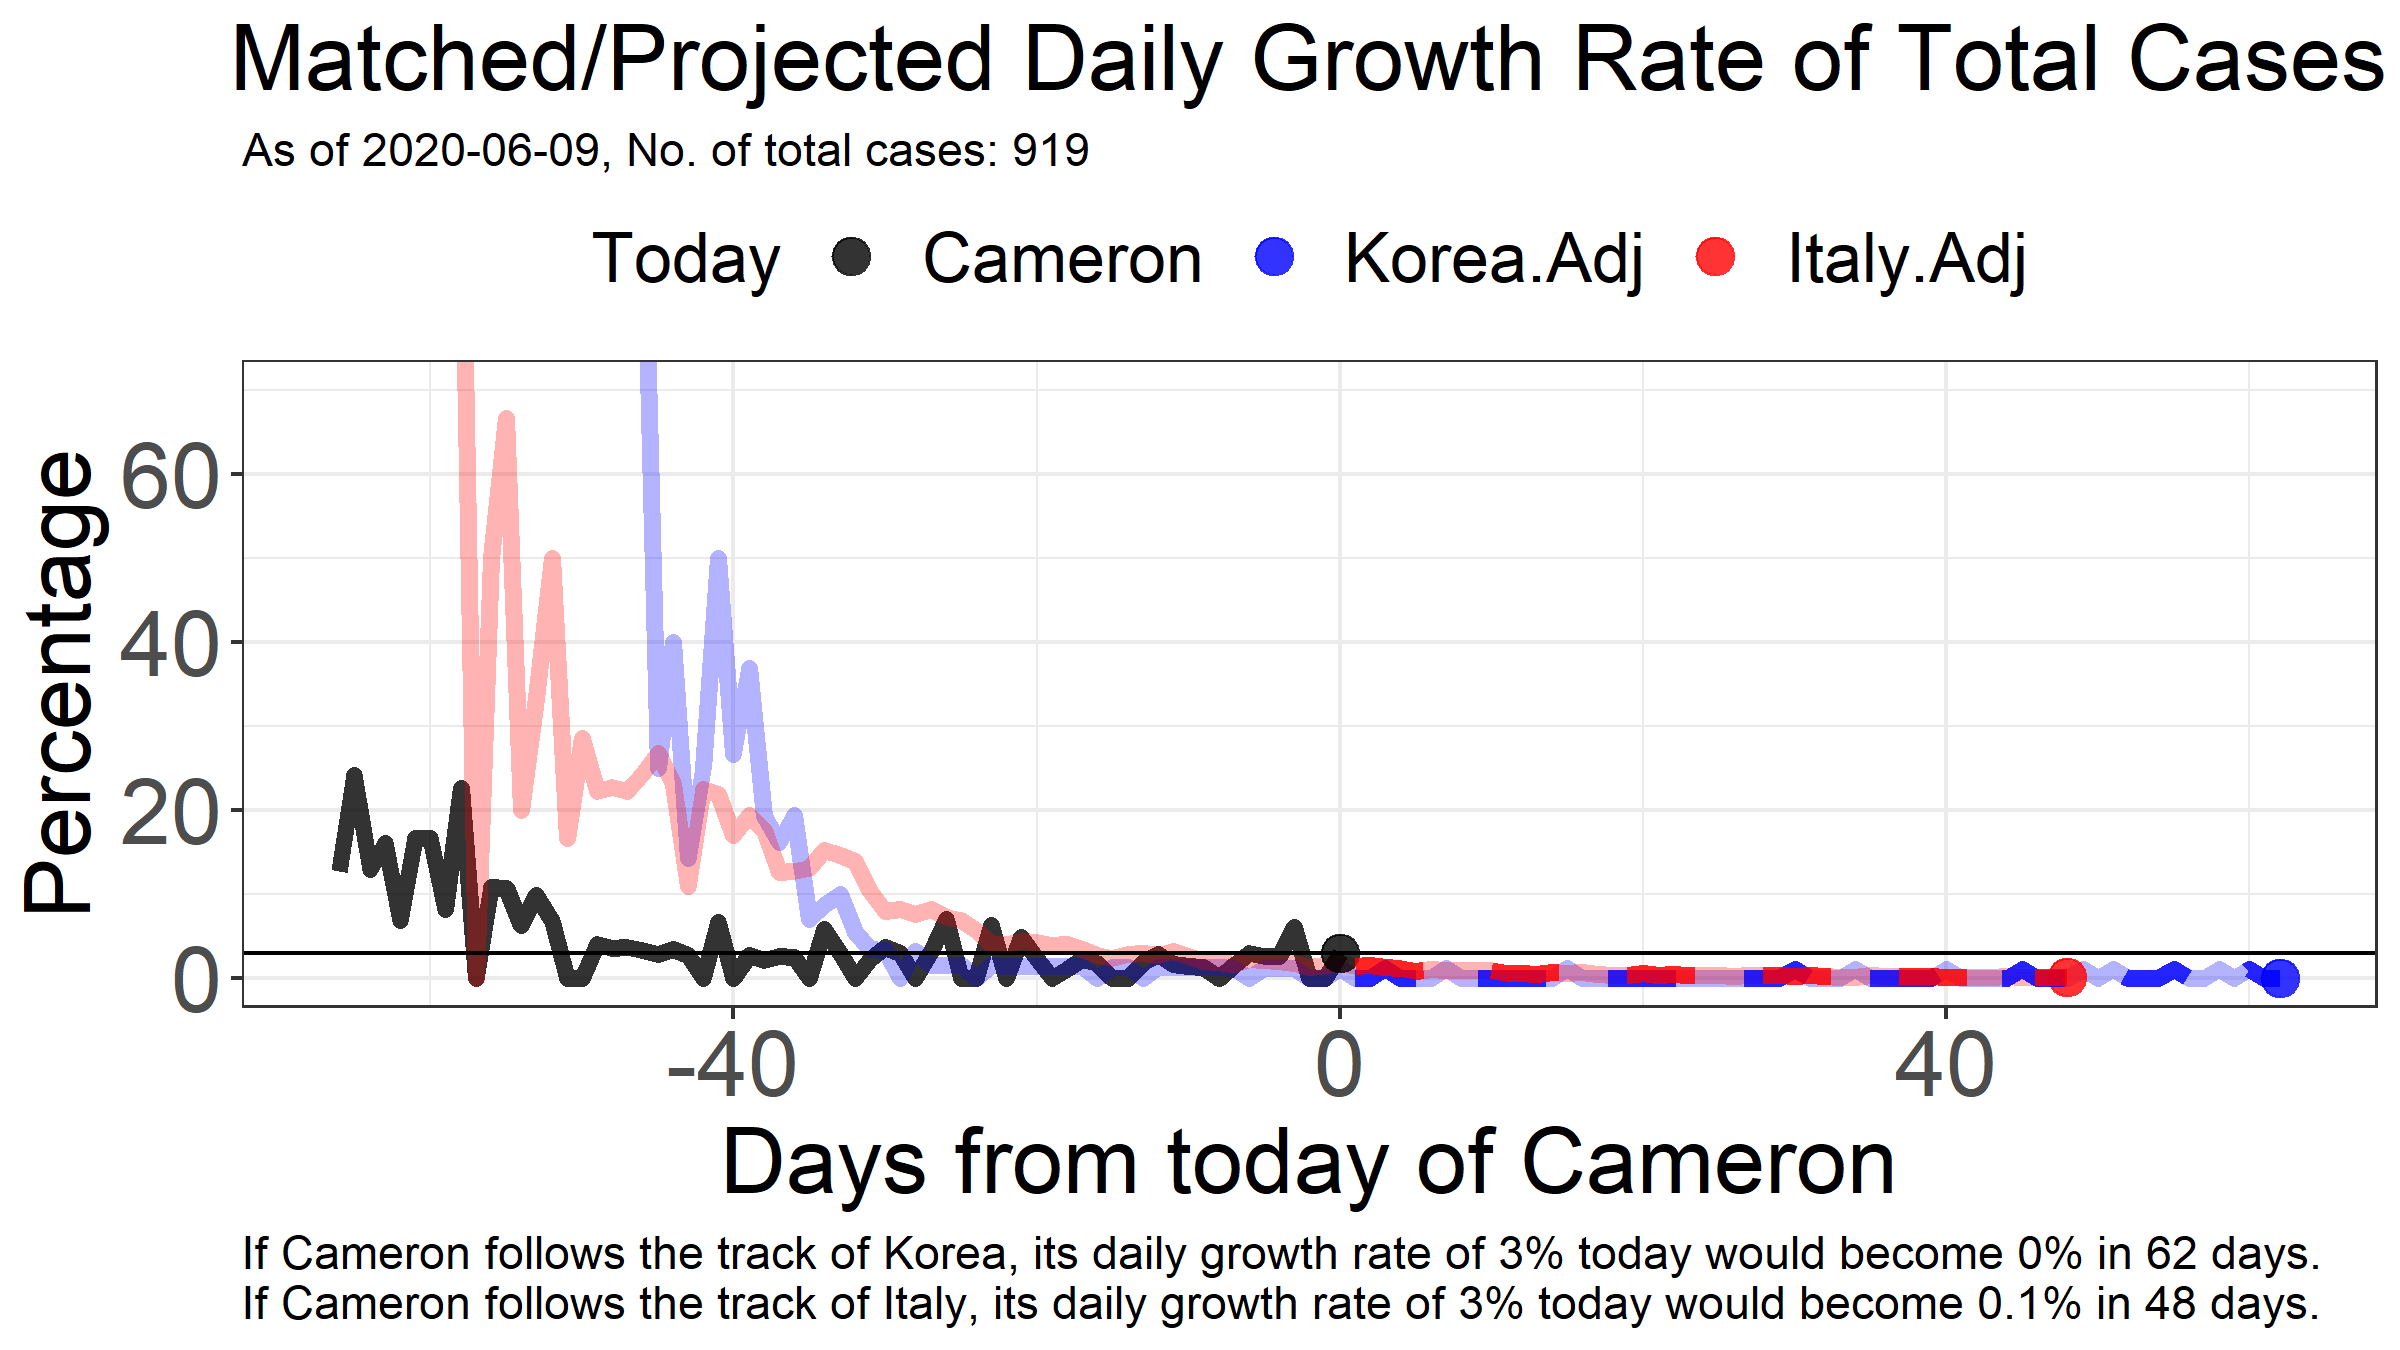 Matched/Projected Daily Growth Rate of Total Cases
As of 2020-06-09, No. of total cases: 919
Today Cameron Korea.Adj Italy.Adj
Percentage
60
40
20
0
-40 0 40
Days from today of Cameron
If Cameron follows the track of Korea, its daily growth rate of 3% today would become 0% in 62 days.
If Cameron follows the track of Italy, its daily growth rate of 3% today would become 0.1% in 48 days.